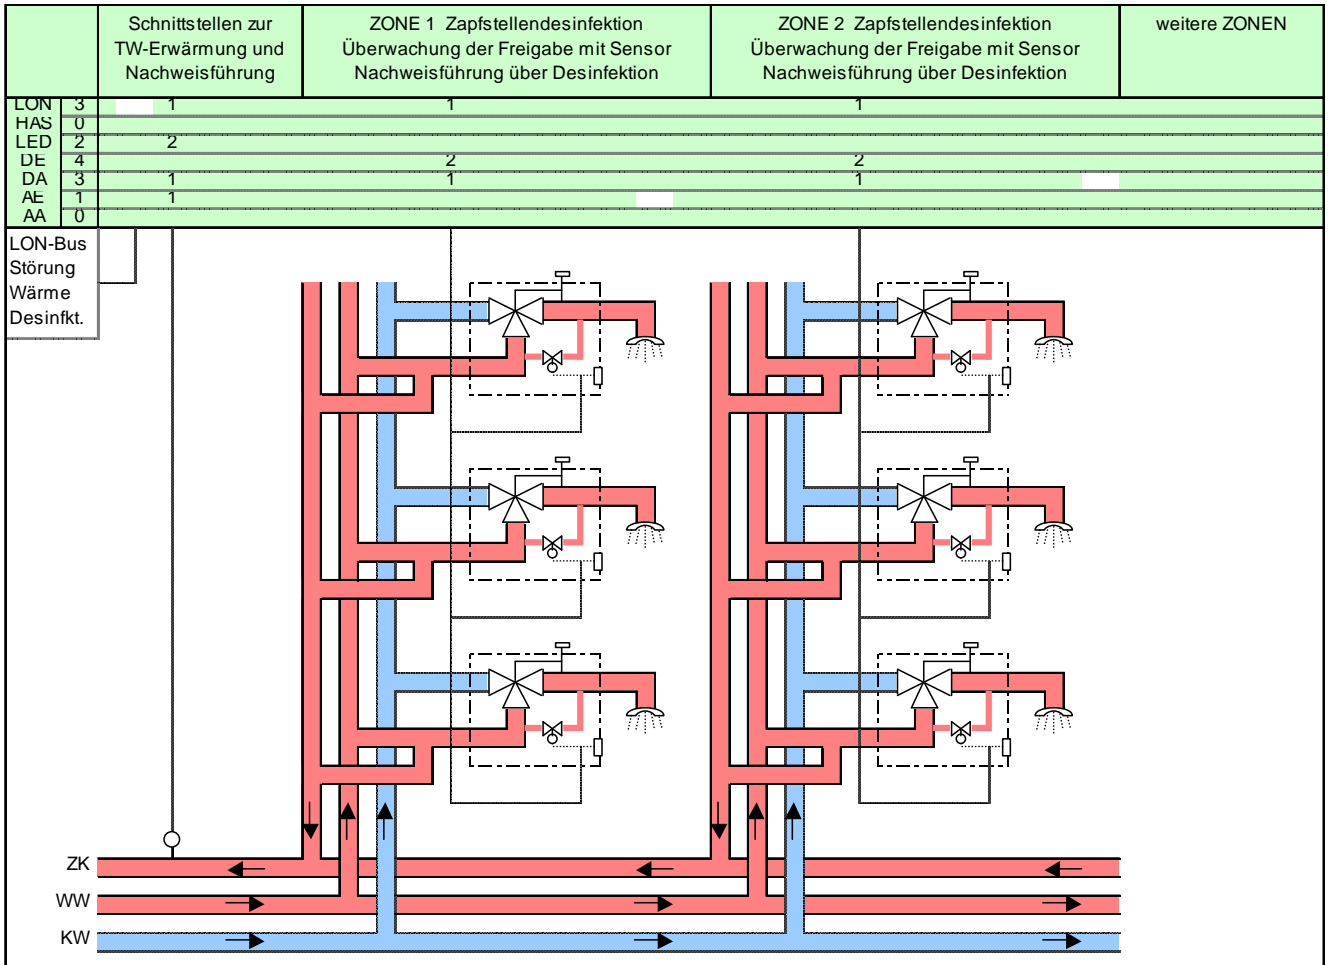 Schnittstellen zur
TW-Erwärmung und
Nachweisführung
ZONE 1 Zapfstellendesinfektion
Überwachung der Freigabe mit Sensor
Nachweisführung über Desinfektion
ZONE 2 Zapfstellendesinfektion
Überwachung der Freigabe mit Sensor
Nachweisführung über Desinfektion
weitere ZONEN
LON 3 1 1 1
HAS 0
LED 2 2
DE 4 2 2
DA 3 1 1 1
AE 1 1
AA 0
LON-Bus
Störung
Wärme
Desinfkt.
ZK
WW
KW